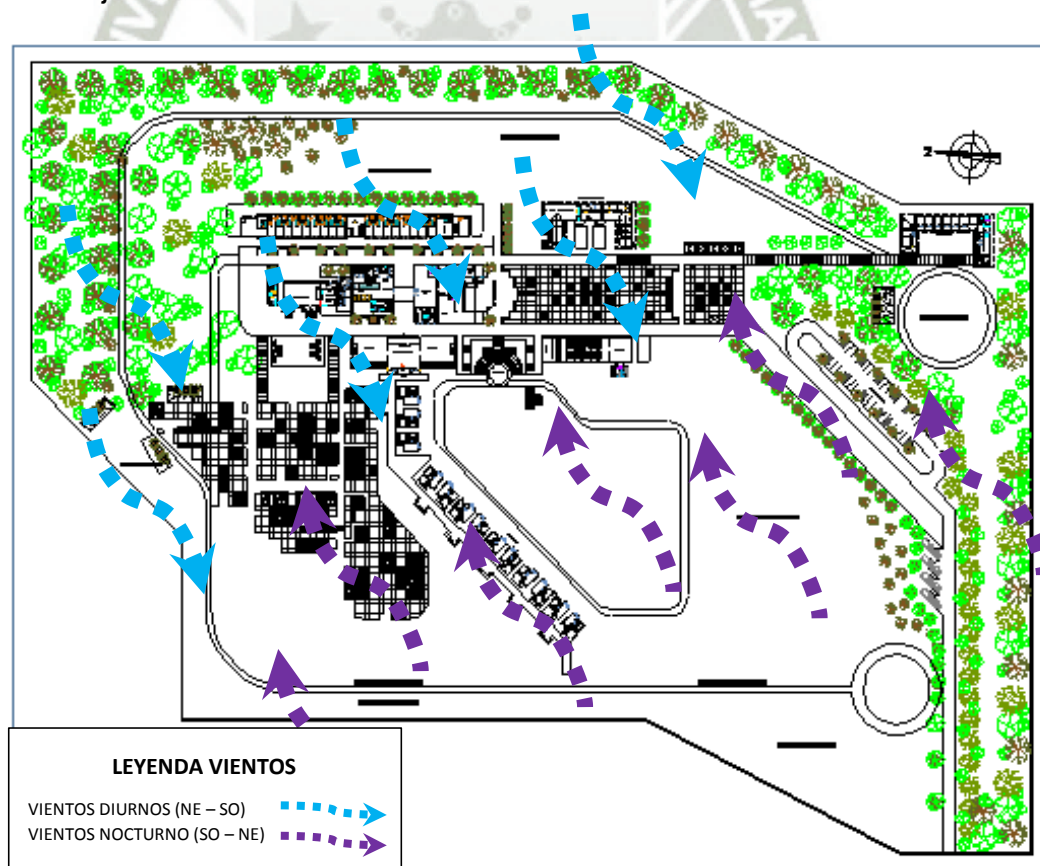 N
LEYENDA VIENTOS
VIENTOS DIURNOS (NE – SO)
VIENTOS NOCTURNO (SO – NE)